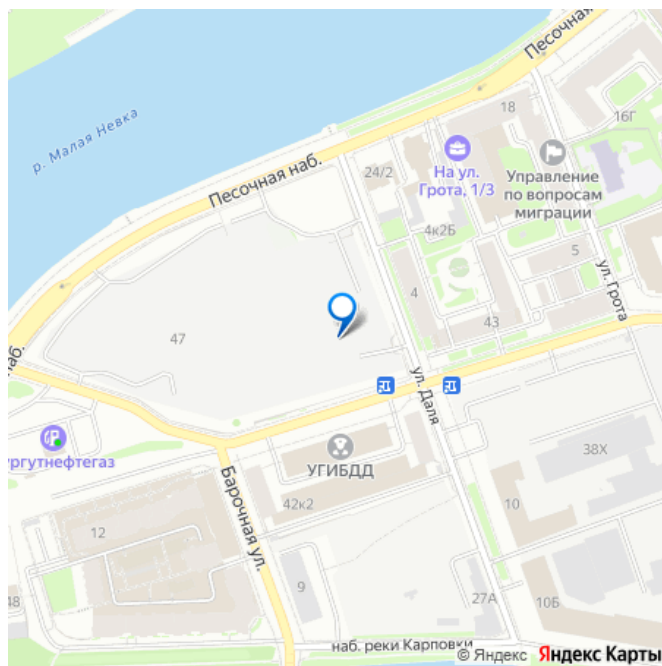 Песочная
18
16Г
р. Малая Невка
На ул.
Грота, 1/3
Управление
по вопросам
миграции
24/2
Песочная наб.
4к2Б
5
ул. Грота
4
43
47
наб.
ул. Даля
ургутнефтегаз
УГИБДД
38Х
Барочная ул.
42к2
10
12
9
27А
10Б
48
наб. реки Карповки
© Яндекс Яндекс Карты